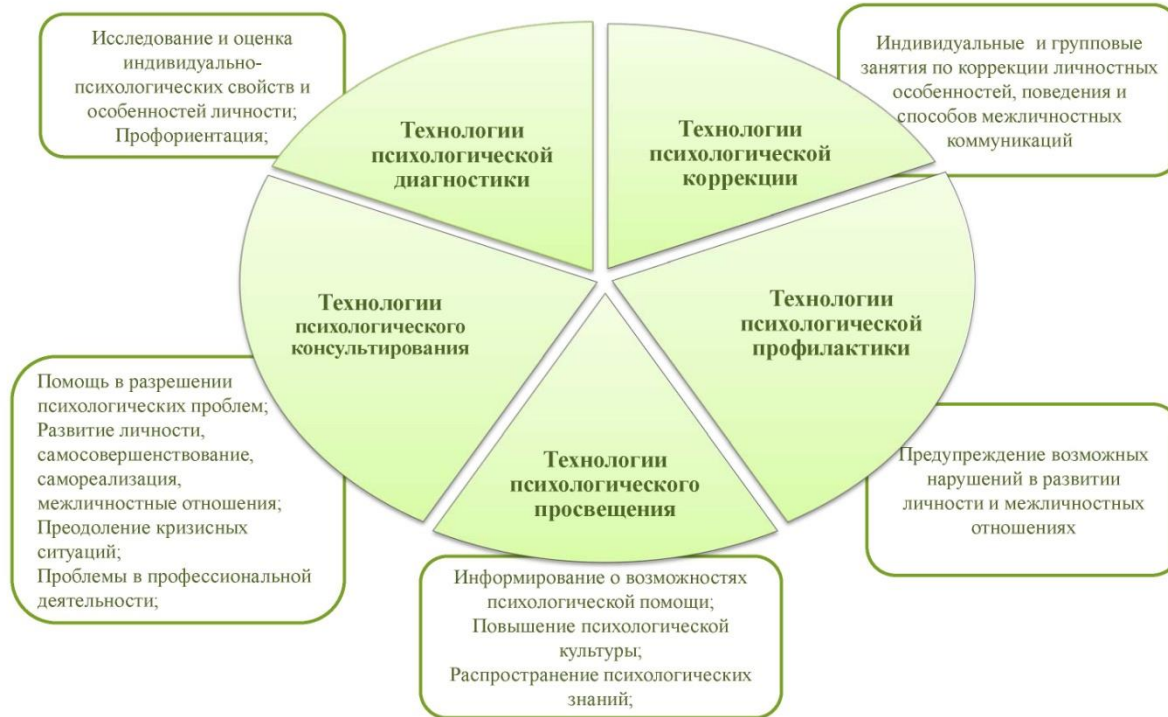 Исследование и оценка
индивидуально-
психологических свойств и
особенностей личности;
Профориентация;
Технологии
психологической
диагностики
Технологии
психологической
коррекции
Индивидуальные и групповые
занятия по коррекции личностных
особенностей, поведения и
способов межличностных
коммуникаций
Технологии
психологического
консультирования
Технологии
психологической
профилактики
Помощь в разрешении
психологических проблем;
Развитие личности,
самосовершенствование,
самореализация,
межличностные отношения;
Преодоление кризисных
ситуаций;
Проблемы в профессиональной
деятельности;
Технологии
психологического
просвещения
Предупреждение возможных
нарушений в развитии
личности и межличностных
отношениях
Информирование о возможностях
психологической помощи;
Повышение психологической
культуры;
Распространение психологических
знаний;